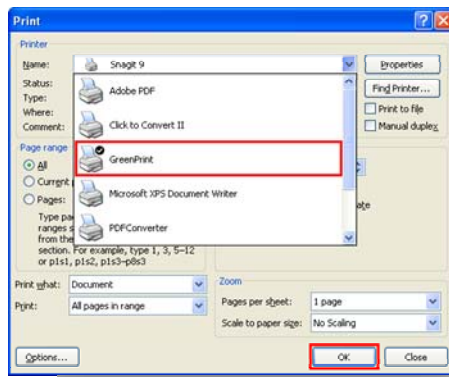 Print
Printer
Name: Snagit 9 Properties
Status: Adobe PDF Find Printer...
Type: Print to file
Where: Click to Convert II Manual duplex
Comment:
Page range
All GreenPrint
Current
Pages: Microsoft XPS Document Writer
Type
ranges
from the PDFConverter
section. For example, type 1, 3, 5–12
or p1s1, p1s2, p1s3–p8s3
Print what: Document Zoom
Print: All pages in range Pages per sheet: 1 page
Scale to paper size: No Scaling
Options... OK Close